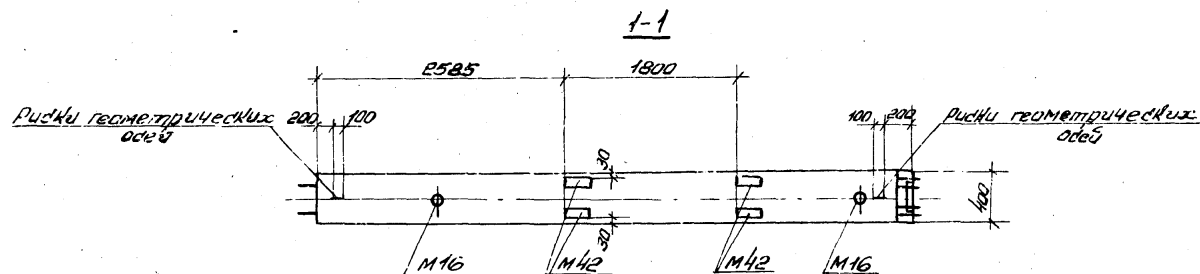 1-1
2585
1800
Риски геометрических
осей
200
100
30
30
100
200
Риски геометрических
осей
400
М16
М42
М42
М16